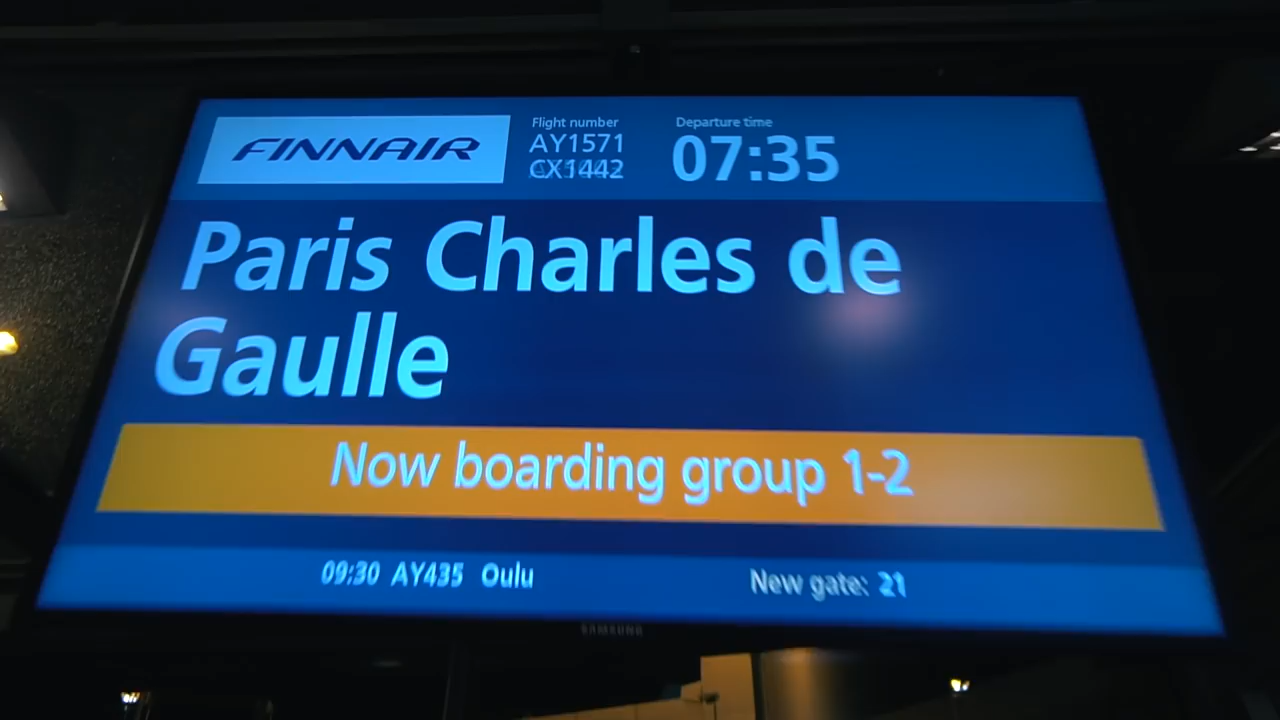 FINNAIR
Flight number
AY1571
CX1442
Departure time
07:35
Paris Charles de
Gaulle
Now boarding group 1-2
09:30 AY435 Oulu
New gate: 21
SAMSUNG